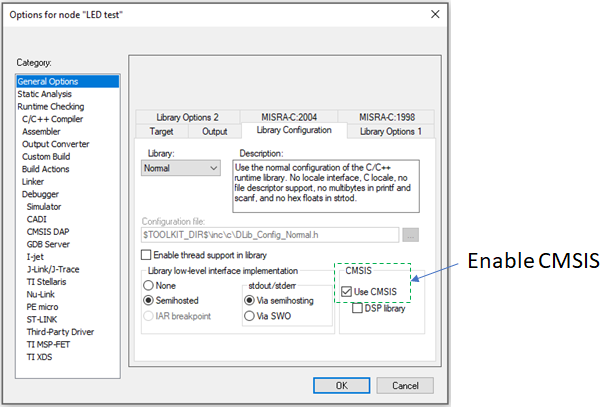 Options for node "LED test"
Category:
General Options
Static Analysis
Runtime Checking
C/C++ Compiler
Assembler
Output Converter
Custom Build
Build Actions
Linker
Debugger
Simulator
CADI
CMSIS DAP
GDB Server
I-jet
J-Link/J-Trace
TI Stellaris
Nu-Link
PE micro
ST-LINK
Third-Party Driver
TI MSP-FET
TI XDS
Library Options 2 MISRA-C:2004 MISRA-C:1998
Target Output Library Configuration Library Options 1
Library: Description:
Normal
Use the normal configuration of the C/C++
runtime library. No locale interface, C locale, no
file descriptor support, no multibytes in printf and
scanf, and no hex floats in strtod.
Configuration file:
$TOOLKIT_DIR$\inc\c\DLib_Config_Normal.h ...
Enable thread support in library
Library low-level interface implementation
None stdout/stderr
Semihosted Via semihosting
IAR breakpoint Via SWO
CMSIS
Use CMSIS
DSP library
OK Cancel
Enable CMSIS